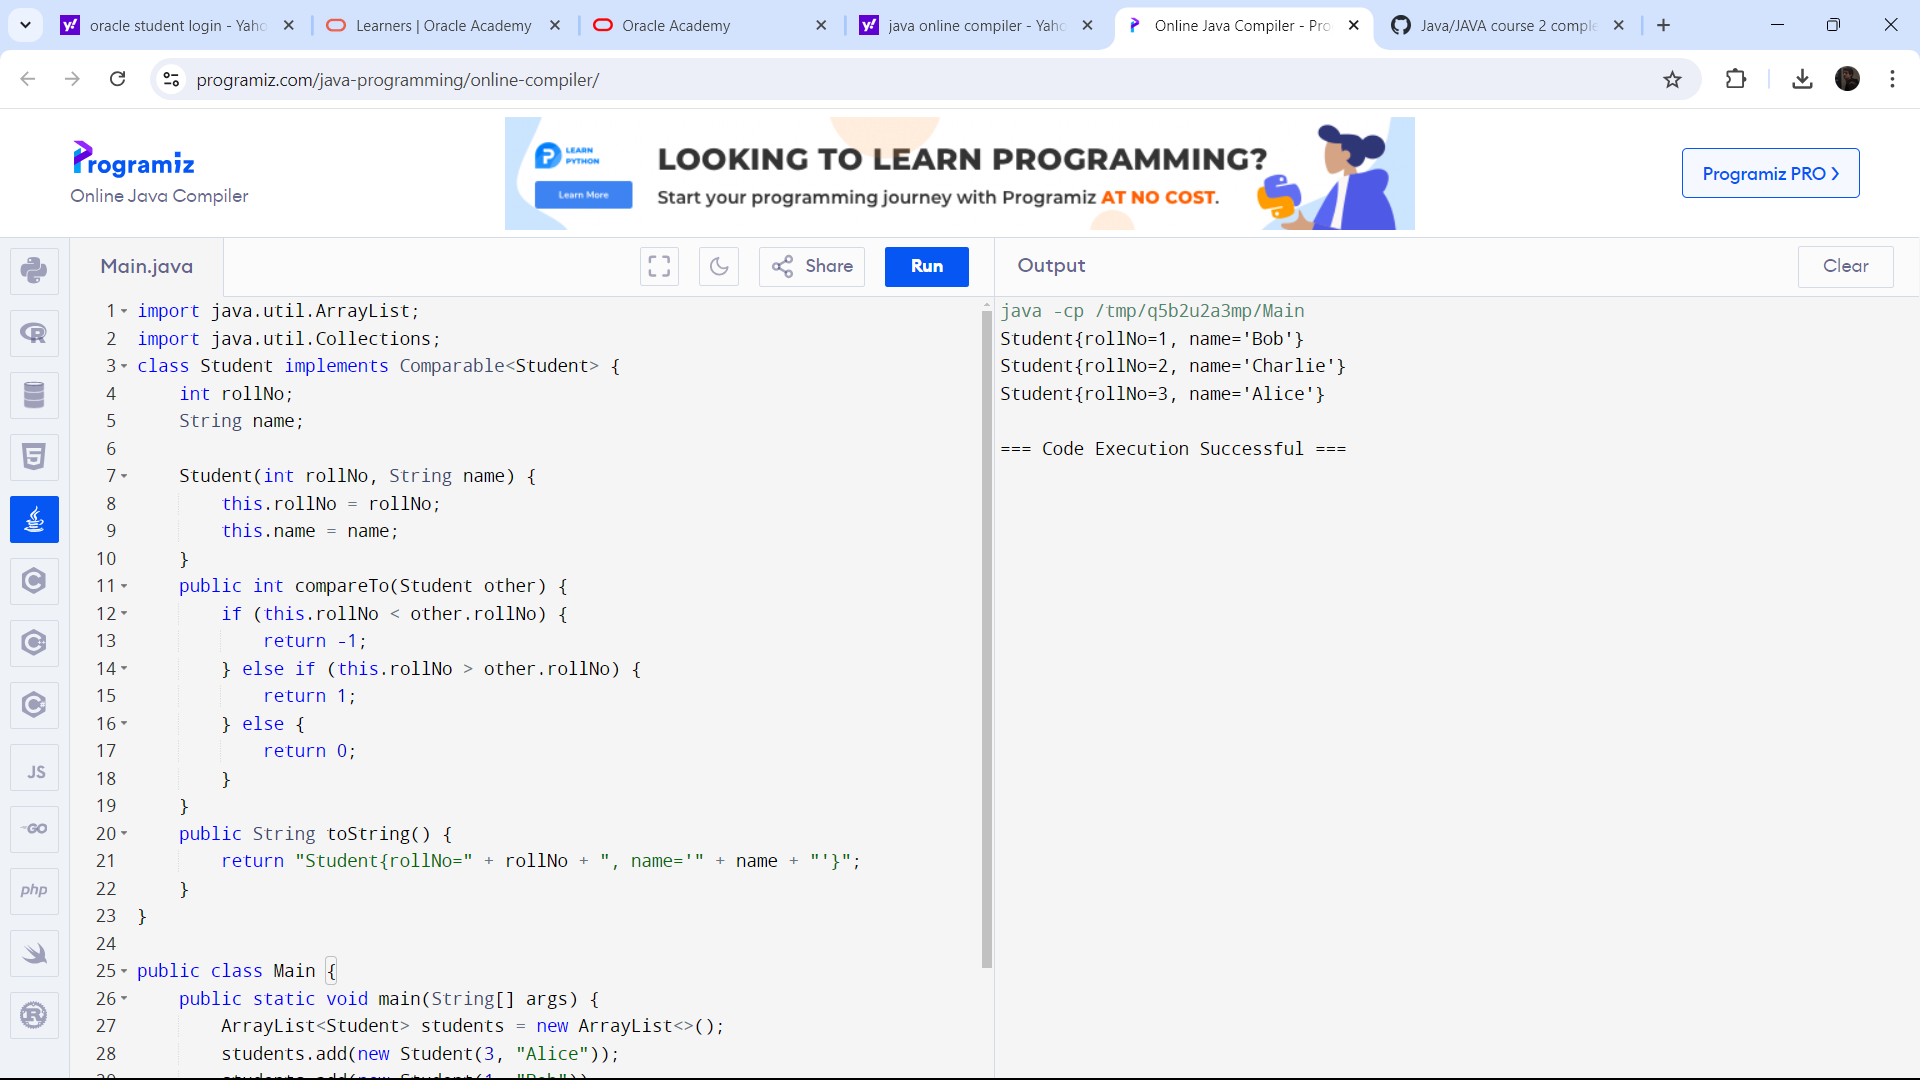 oracle student login - Yaho
Learners | Oracle Academy
Oracle Academy
java online compiler - Yaho
Online Java Compiler - Pro
Java/JAVA course 2 comple
programiz.com/java-programming/online-compiler/
Programiz
Online Java Compiler
LEARN
PYTHON
Learn More
LOOKING TO LEARN PROGRAMMING?
Start your programming journey with Programiz AT NO COST.
Programiz PRO >
Main.java
Share
Run
Output
Clear
1 import java.util.ArrayList;
2 import java.util.Collections;
3 class Student implements Comparable<Student> {
4     int rollNo;
5     String name;
6
7     Student(int rollNo, String name) {
8         this.rollNo = rollNo;
9         this.name = name;
10     }
11     public int compareTo(Student other) {
12         if (this.rollNo < other.rollNo) {
13             return -1;
14         } else if (this.rollNo > other.rollNo) {
15             return 1;
16         } else {
17             return 0;
18         }
19     }
20     public String toString() {
21         return "Student{rollNo=" + rollNo + ", name='" + name + "'}";
22     }
23 }
24
25 public class Main {
26     public static void main(String[] args) {
27         ArrayList<Student> students = new ArrayList<>();
28         students.add(new Student(3, "Alice"));
java -cp /tmp/q5b2u2a3mp/Main
Student{rollNo=1, name='Bob'}
Student{rollNo=2, name='Charlie'}
Student{rollNo=3, name='Alice'}
=== Code Execution Successful ===
JS
GO
php